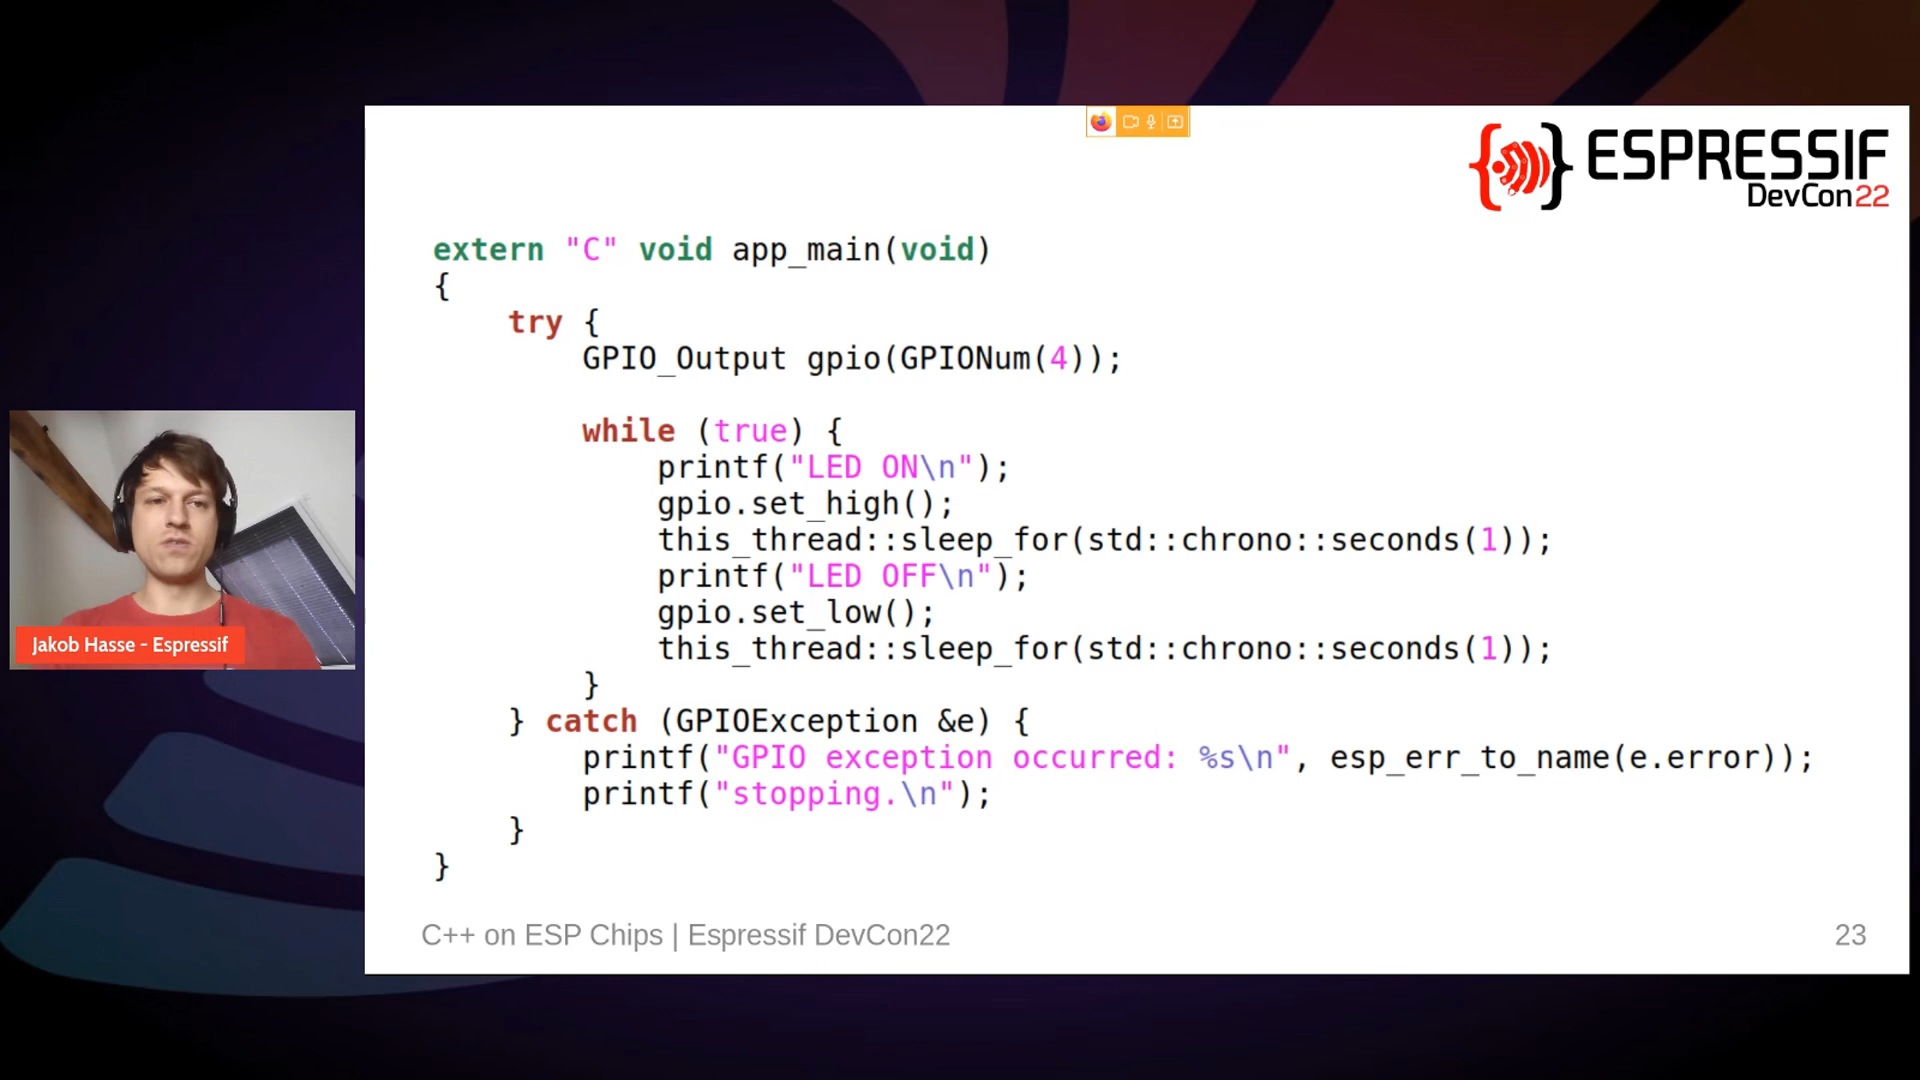 ESPRESSIF
DevCon22
extern "C" void app_main(void)
{
    try {
        GPIO_Output gpio(GPIONum(4));

        while (true) {
            printf("LED ON\n");
            gpio.set_high();
            this_thread::sleep_for(std::chrono::seconds(1));
            printf("LED OFF\n");
            gpio.set_low();
            this_thread::sleep_for(std::chrono::seconds(1));
        }
    } catch (GPIOException &e) {
        printf("GPIO exception occurred: %s\n", esp_err_to_name(e.error));
        printf("stopping.\n");
    }
}
Jakob Hasse - Espressif
C++ on ESP Chips | Espressif DevCon22
23